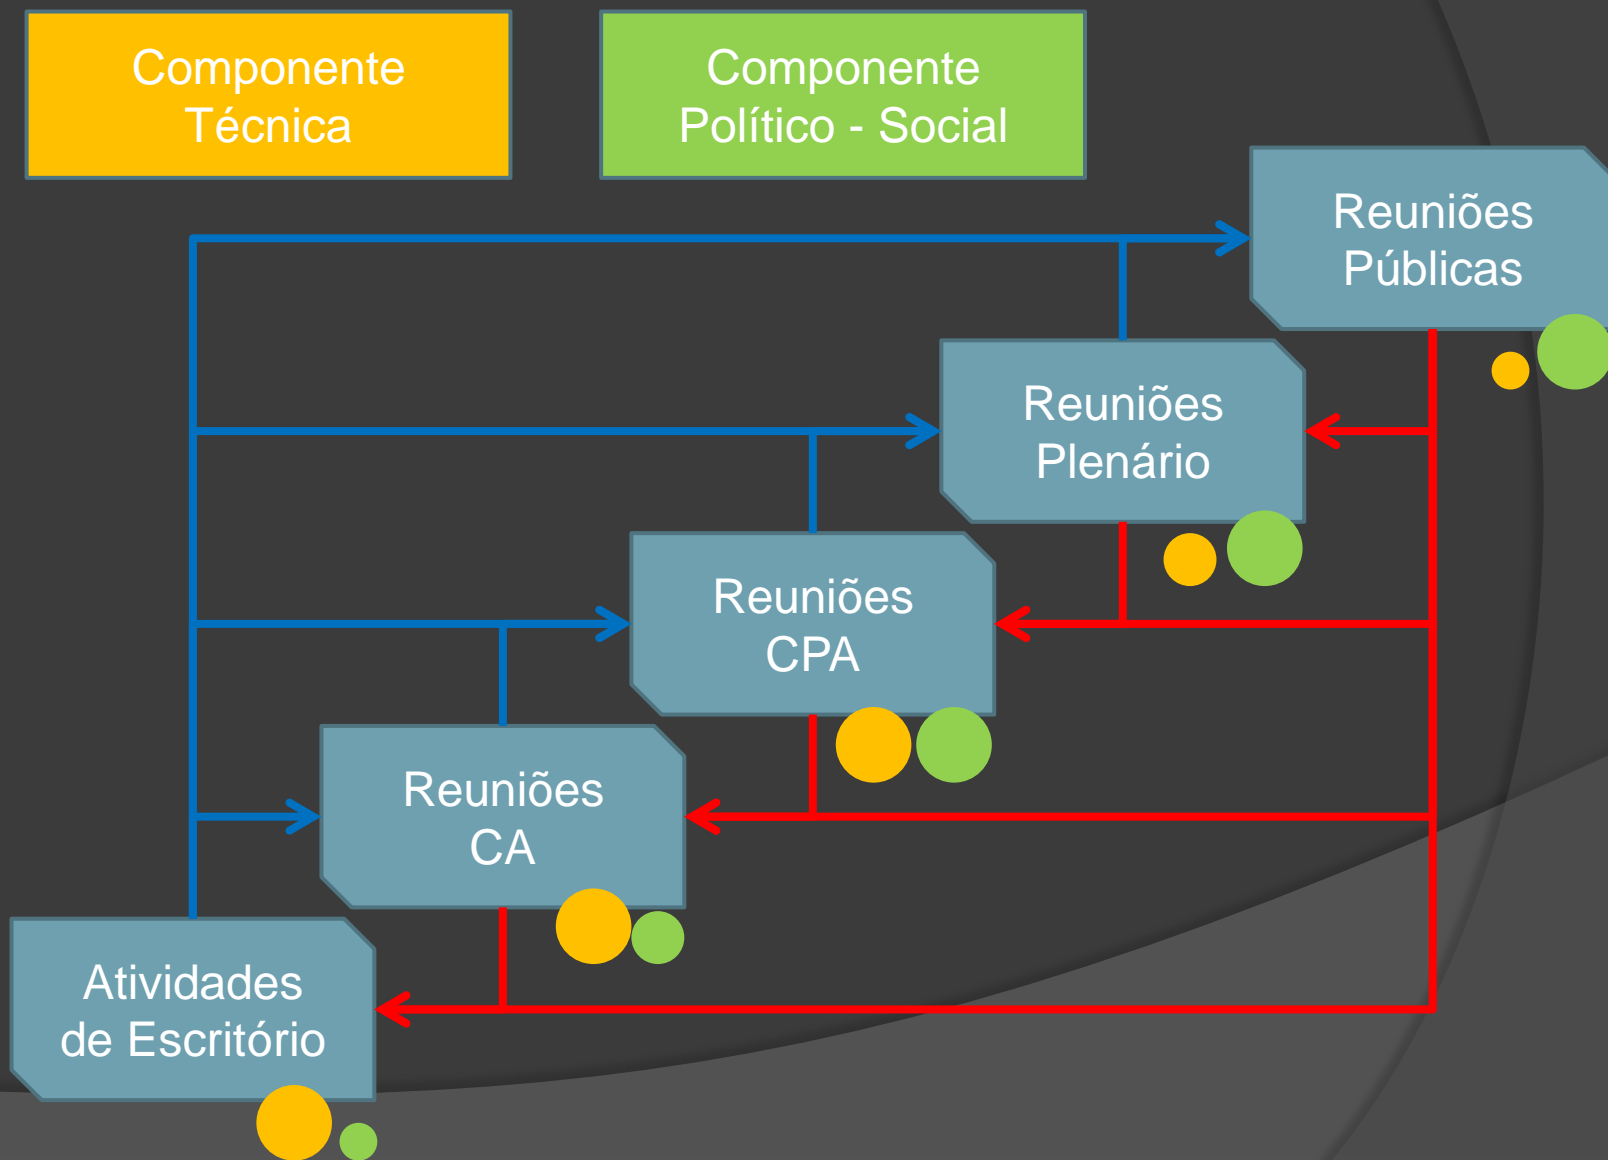 Componente
Técnica
Componente
Político - Social
Reuniões
Públicas
Reuniões
Plenário
Reuniões
CPA
Reuniões
CA
Atividades
de Escritório